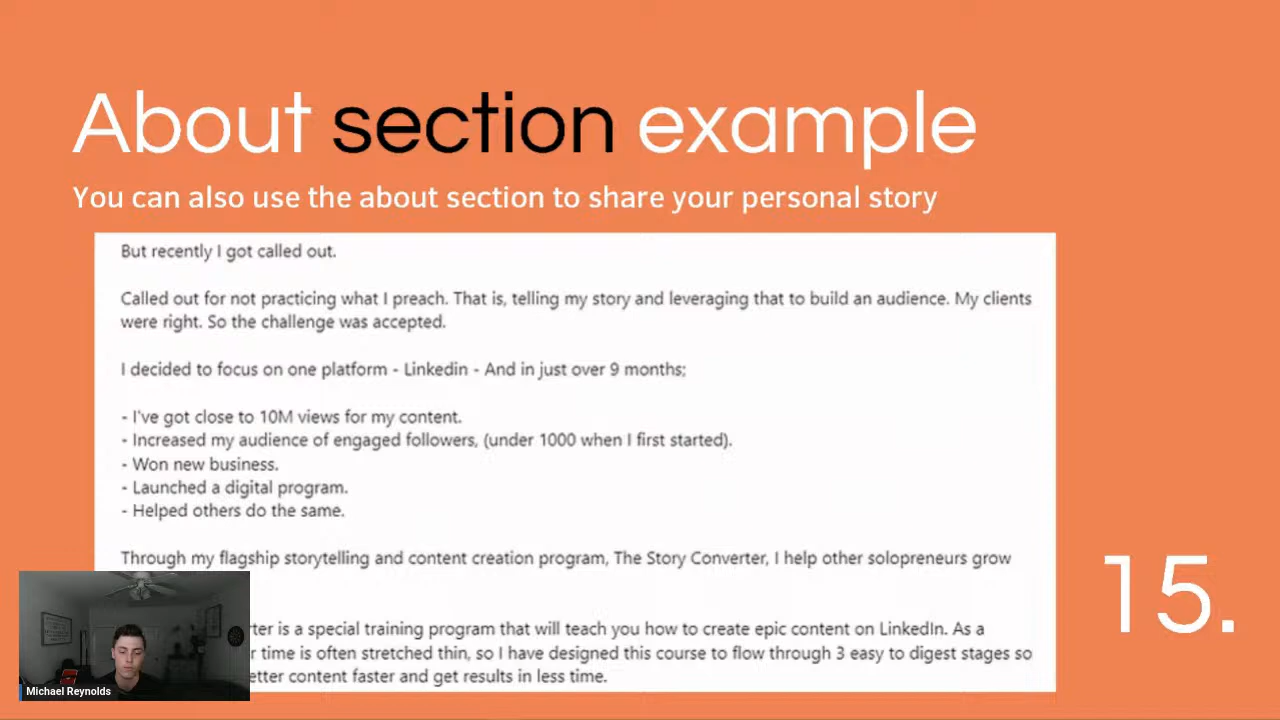 About section example
You can also use the about section to share your personal story
But recently I got called out.
Called out for not practicing what I preach. That is, telling my story and leveraging that to build an audience. My clients
were right. So the challenge was accepted.
I decided to focus on one platform - Linkedin - And in just over 9 months;
- I've got close to 10M views for my content.
- Increased my audience of engaged followers, (under 1000 when I first started).
- Won new business.
- Launched a digital program.
- Helped others do the same.
Through my flagship storytelling and content creation program, The Story Converter, I help other solopreneurs grow
is a special training program that will teach you how to create epic content on LinkedIn. As a
time is often stretched thin, so I have designed this course to flow through 3 easy to digest stages so
content faster and get results in less time.
15.
Michael Reynolds